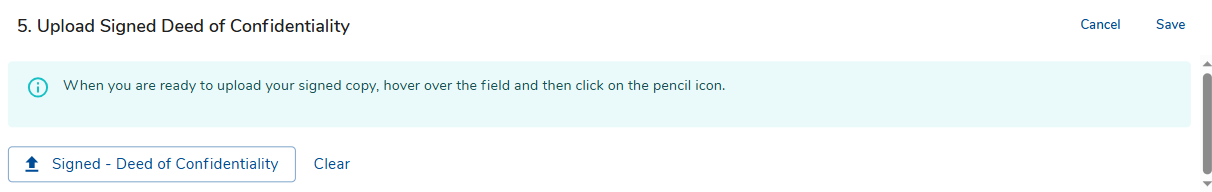 5. Upload Signed Deed of Confidentiality
Cancel
Save
When you are ready to upload your signed copy, hover over the field and then click on the pencil icon.
Signed - Deed of Confidentiality
Clear